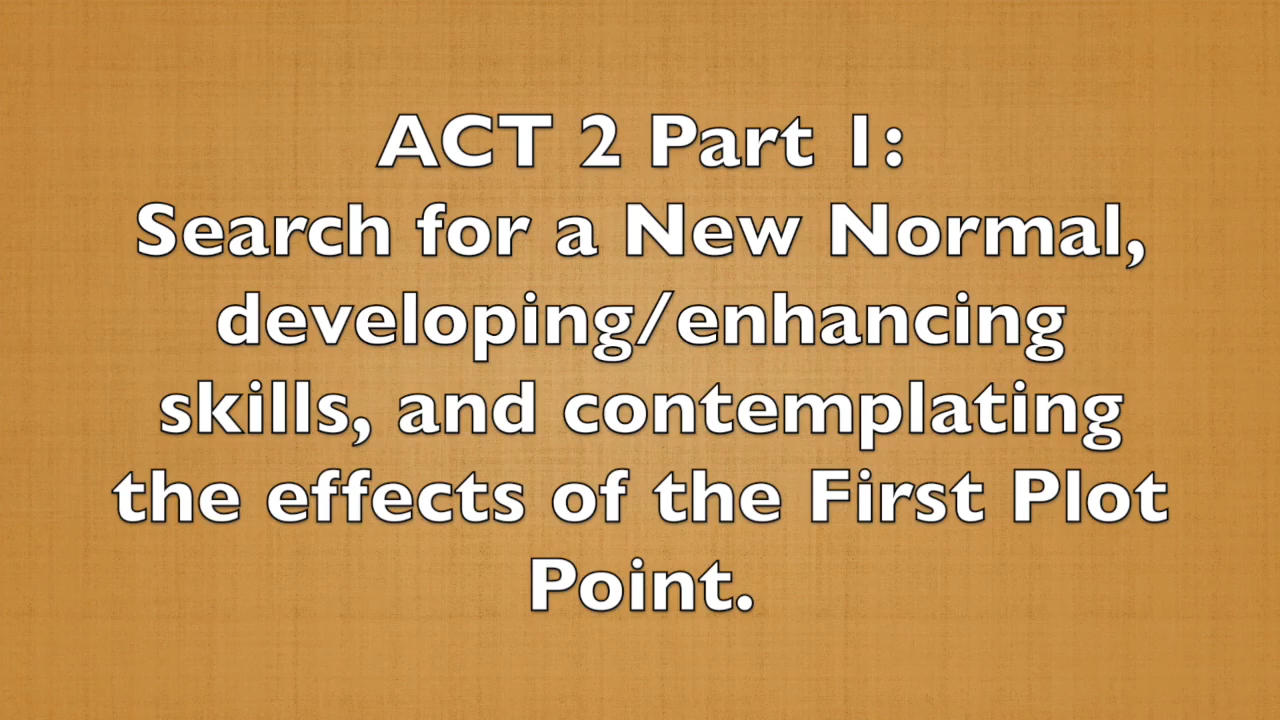 ACT 2 Part 1:
Search for a New Normal,
developing/enhancing
skills, and contemplating
the effects of the First Plot
Point.